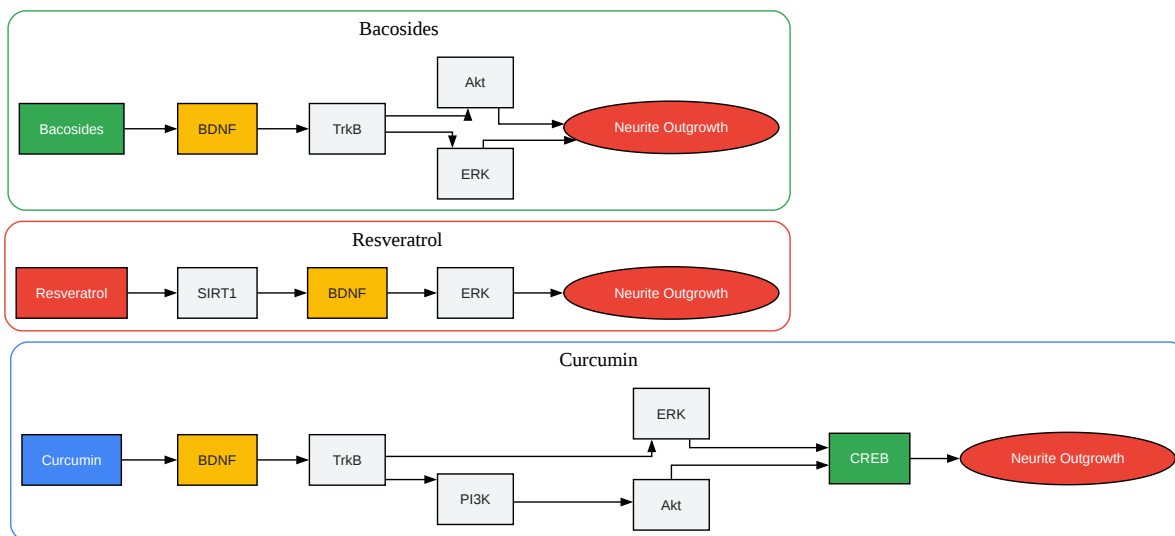 Bacosides
Akt
Bacosides
BDNF
TrkB
Neurite Outgrowth
ERK
Resveratrol
Resveratrol
SIRT1
BDNF
ERK
Neurite Outgrowth
Curcumin
ERK
Curcumin
BDNF
TrkB
CREB
Neurite Outgrowth
PI3K
Akt